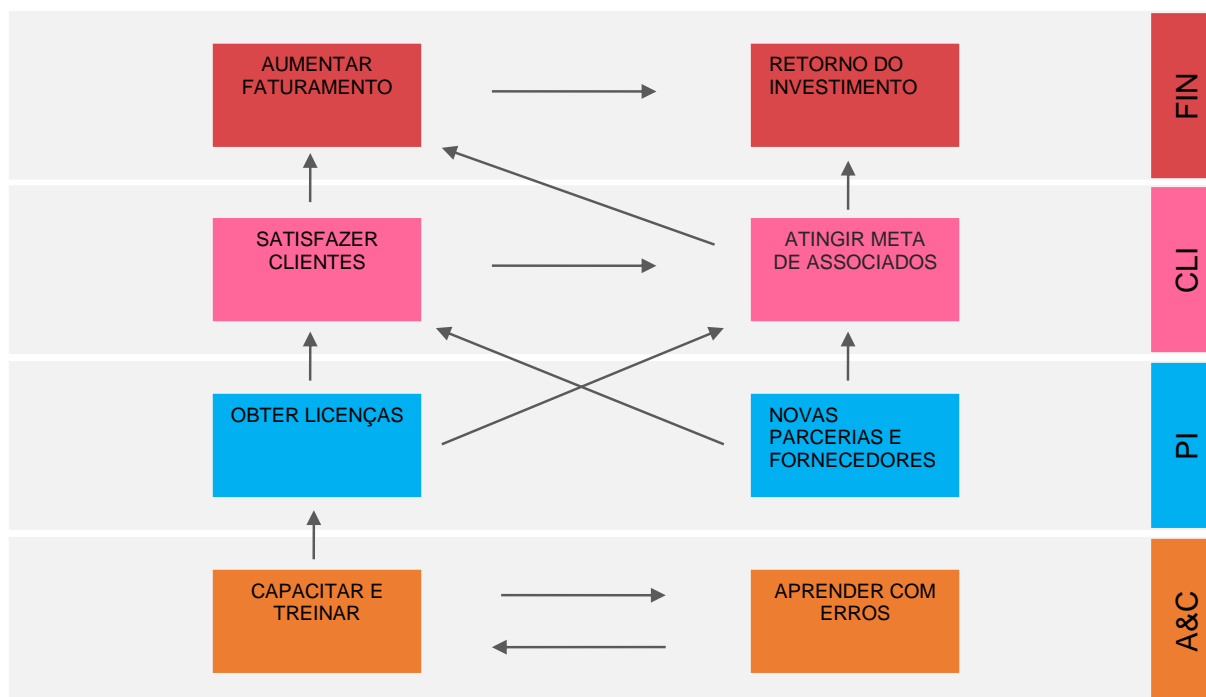 AUMENTAR
FATURAMENTO
RETORNO DO
INVESTIMENTO
FIN
SATISFAZER
CLIENTES
ATINGIR META
DE ASSOCIADOS
CLI
OBTER LICENÇAS
NOVAS
PARCERIAS E
FORNECEDORES
PI
CAPACITAR E
TREINAR
APRENDER COM
ERROS
A&C